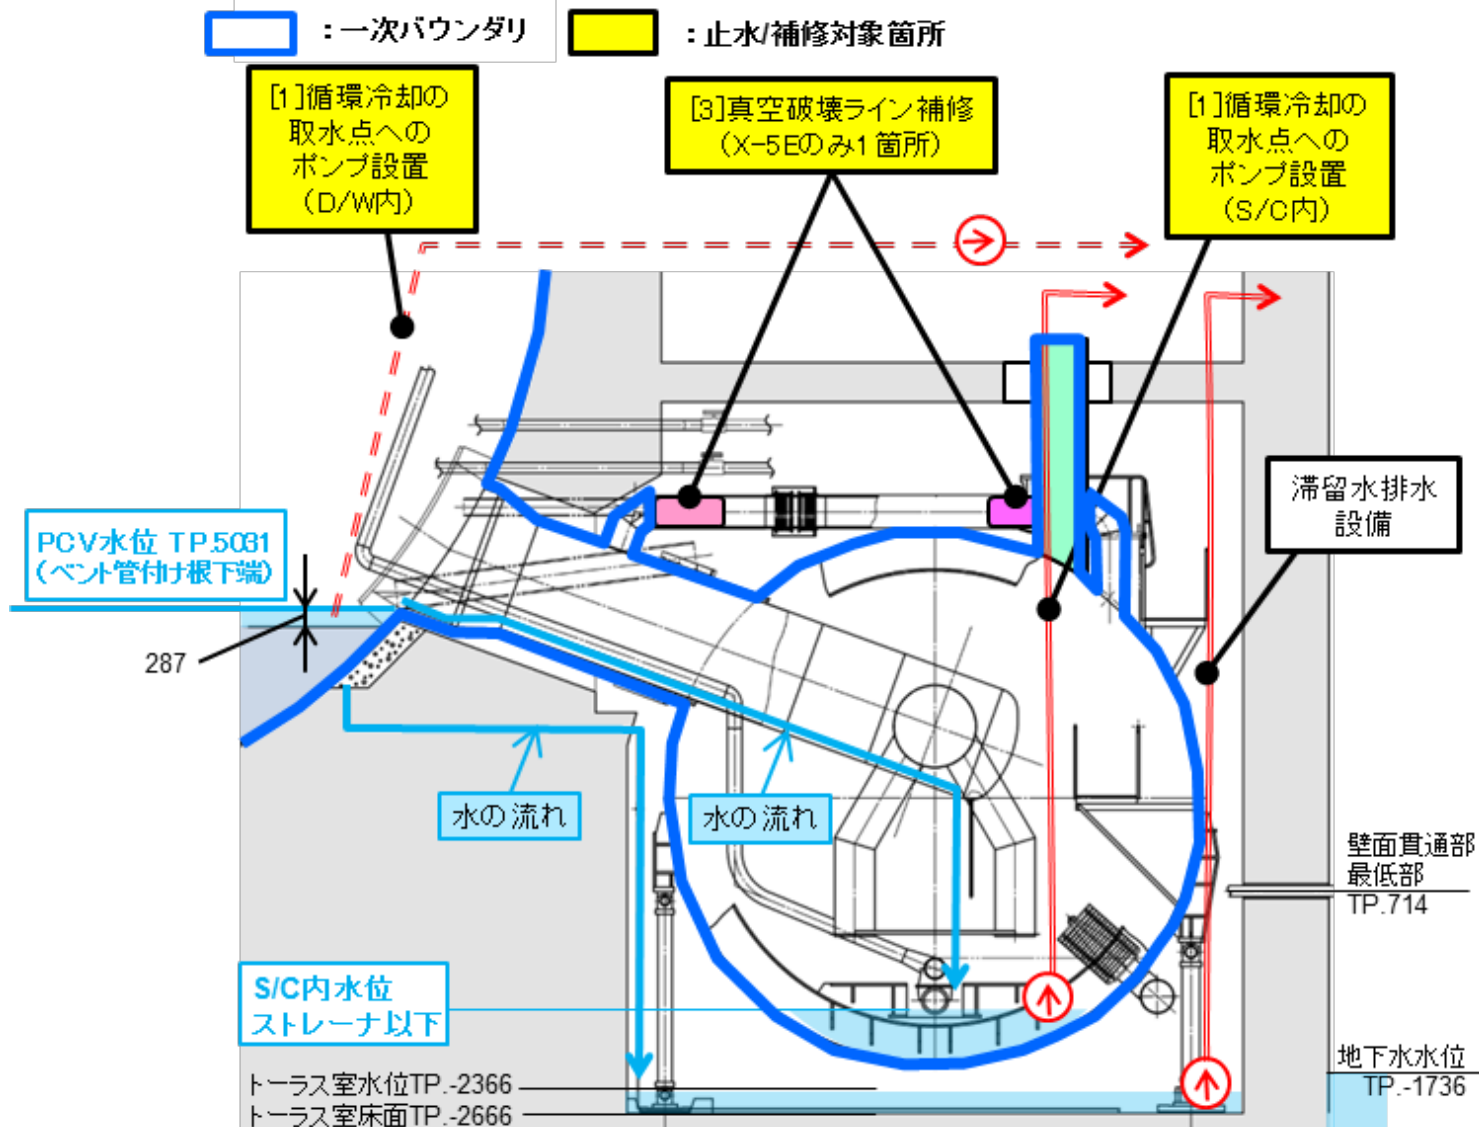 ：一次バウンダリ
：止水/補修対象箇所
[1]循環冷却の
取水点への
ポンプ設置
（D/W内）
[3]真空破壊ライン補修
（X-5Eのみ1箇所）
[1]循環冷却の
取水点への
ポンプ設置
（S/C内）
滞留水排水
設備
PCV水位 TP.5031
（ベント管付け根下端）
287
水の流れ
水の流れ
壁面貫通部
最低部
TP.714
S/C内水位
ストレーナ以下
地下水水位
TP.-1736
トーラス室水位TP.-2366
トーラス室床面TP.-2666